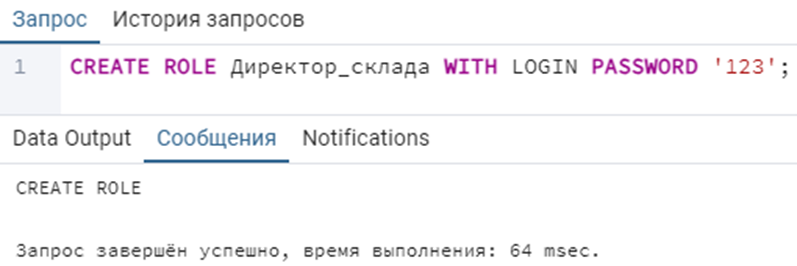 Запрос История запросов
1 CREATE ROLE Директор_склада WITH LOGIN PASSWORD '123';
Data Output Сообщения Notifications
CREATE ROLE
Запрос завершён успешно, время выполнения: 64 msec.